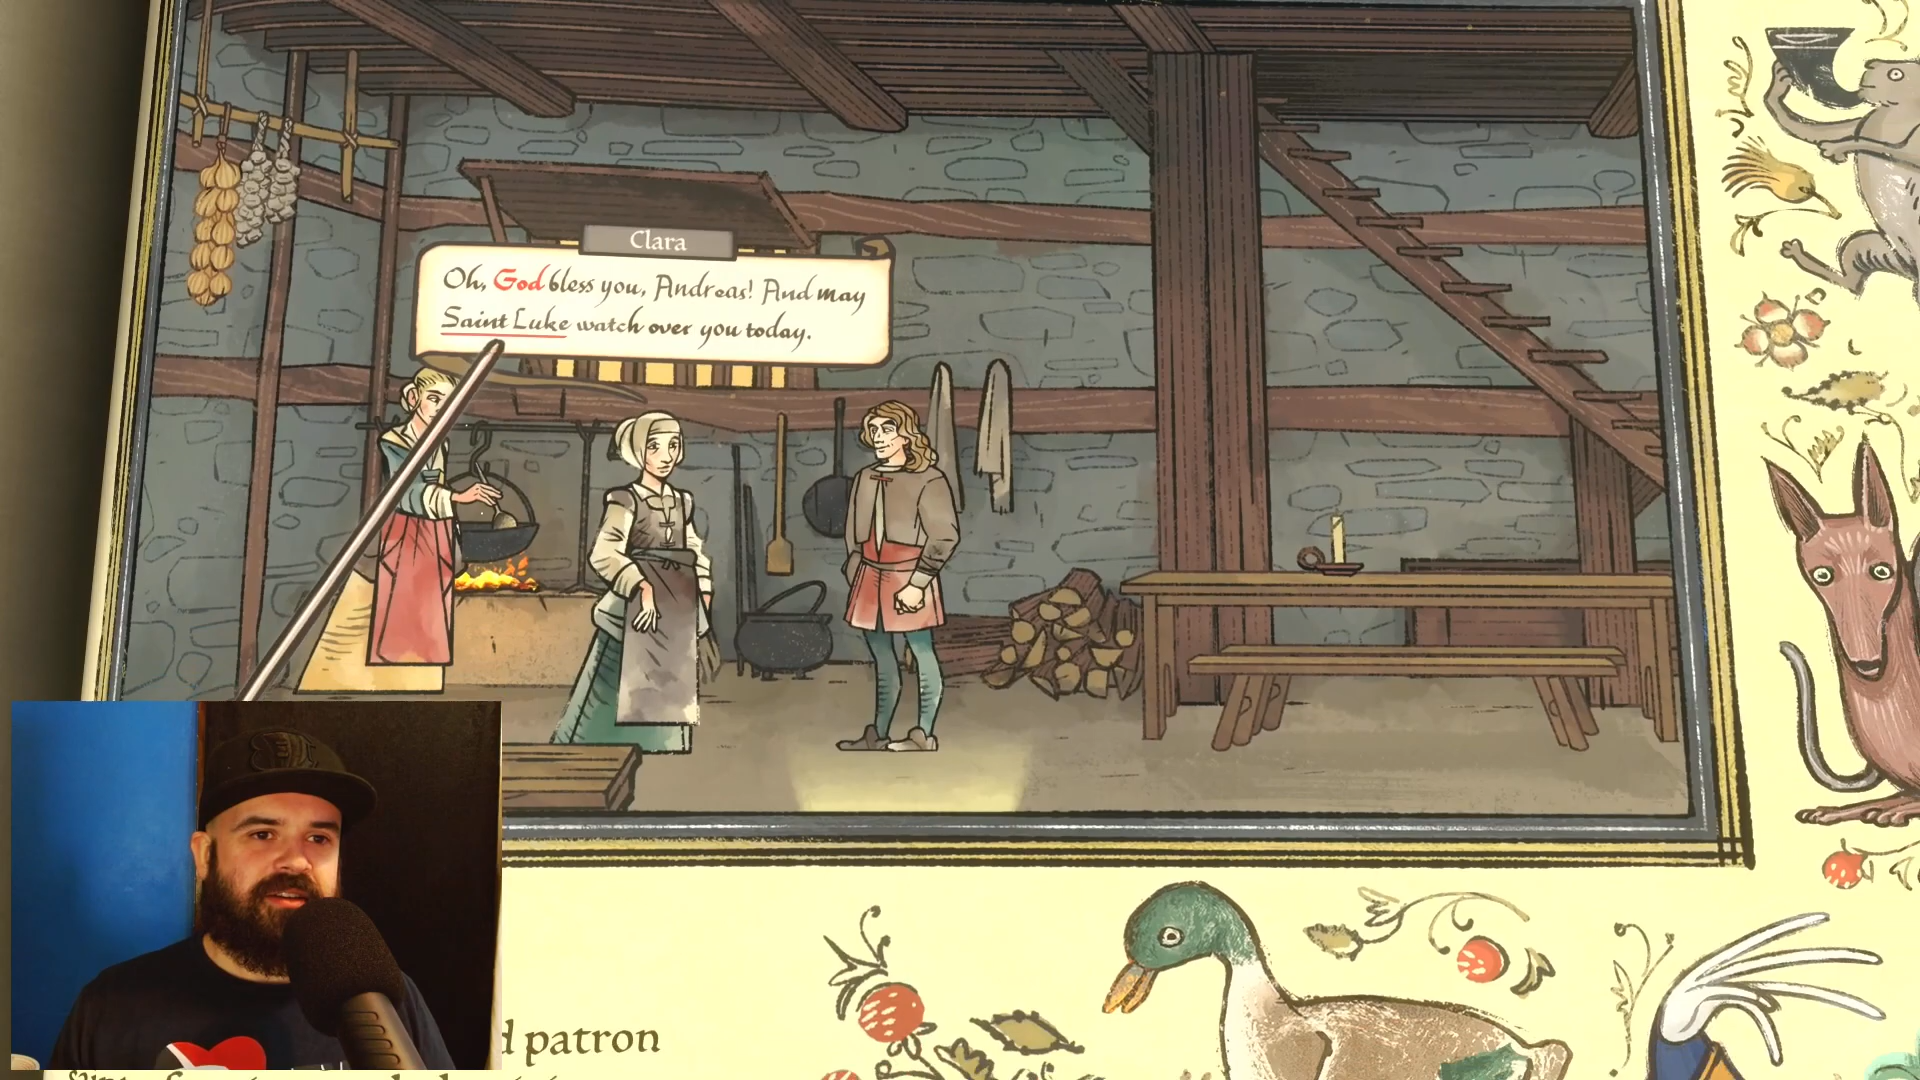 Clara
Oh, God bless you, Andreas! And may
Saint Luke watch over you today.
d patron